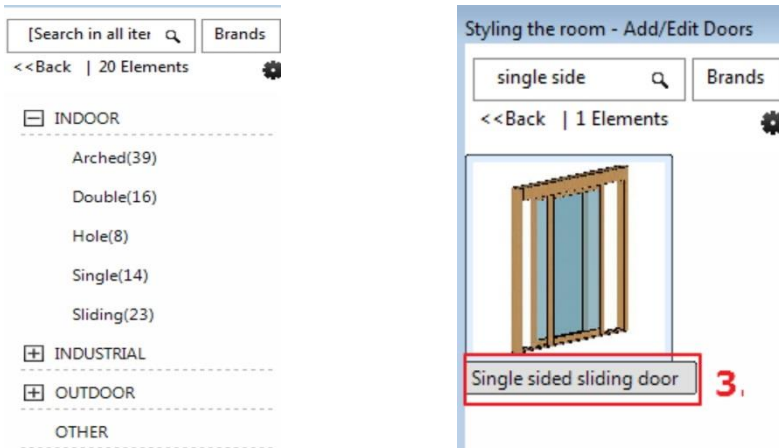 [Search in all iter
Brands
<<Back | 20 Elements
INDOOR
Arched(39)
Double(16)
Hole(8)
Single(14)
Sliding(23)
INDUSTRIAL
OUTDOOR
OTHER
Styling the room - Add/Edit Doors
single side
Brands
<<Back | 1 Elements
Single sided sliding door
3.